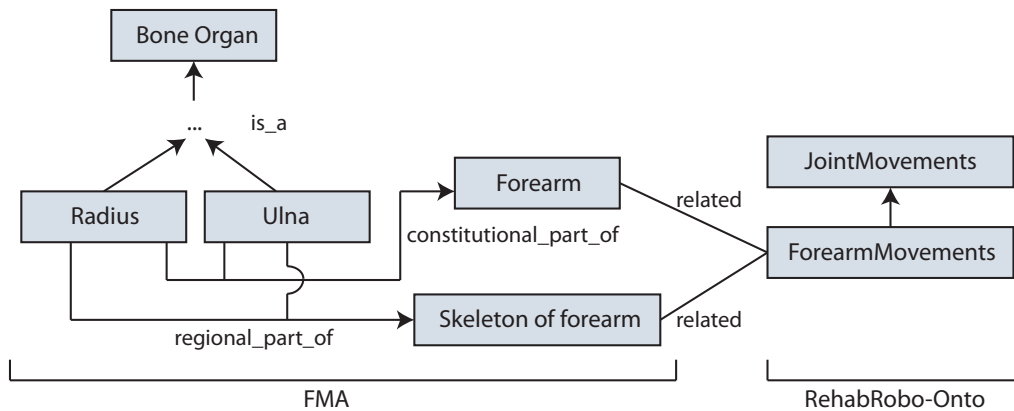 Bone Organ
...
is_a
JointMovements
Forearm
related
Radius
Ulna
constitutional_part_of
ForearmMovements
Skeleton of forearm
related
regional_part_of
FMA
RehabRobo-Onto